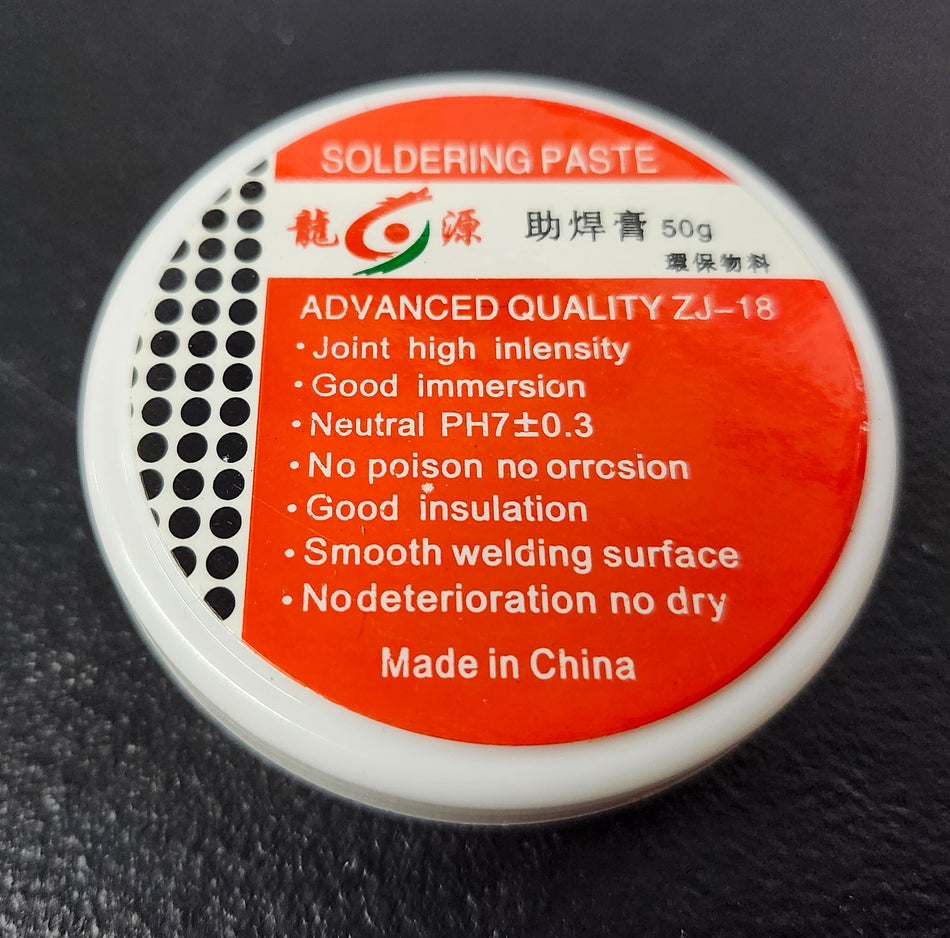 SOLDERING PASTE
龍 源 助焊膏 50g
環保物料
ADVANCED QUALITY ZJ-18
• Joint high inlensity
• Good immersion
• Neutral PH7±0.3
• No poison no orrcsion
• Good insulation
• Smooth welding surface
• Nodeterioration no dry
Made in China